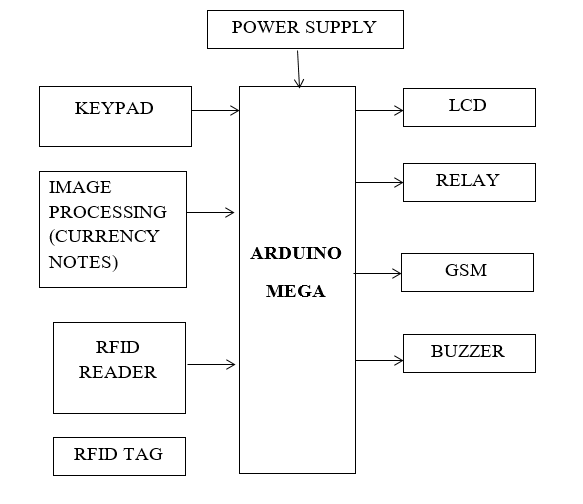 POWER SUPPLY
KEYPAD
IMAGE
PROCESSING
(CURRENCY
NOTES)
RFID
READER
RFID TAG
ARDUINO
MEGA
LCD
RELAY
GSM
BUZZER